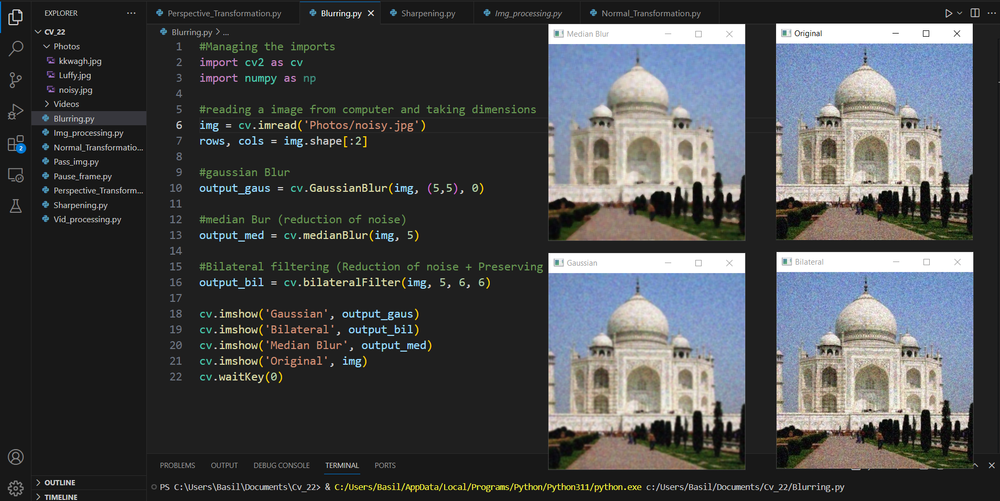 EXPLORER
···
CV_22
Photos
kkwagh.jpg
Luffy.jpg
noisy.jpg
Videos
Blurring.py
Img_processing.py
Normal_Transformatio...
Pass_img.py
Pause_frame.py
Perspective_Transform...
Sharpening.py
Vid_processing.py
OUTLINE
TIMELINE
2
Perspective_Transformation.py
Blurring.py
Sharpening.py
Img_processing.py
Normal_Transformation.py
Blurring.py > ...
1 #Managing the imports
2 import cv2 as cv
3 import numpy as np
4
5 #reading a image from computer and taking dimensions
6 img = cv.imread('Photos/noisy.jpg')
7 rows, cols = img.shape[:2]
8
9 #gaussian Blur
10 output_gaus = cv.GaussianBlur(img, (5,5), 0)
11
12 #median Bur (reduction of noise)
13 output_med = cv.medianBlur(img, 5)
14
15 #Bilateral filtering (Reduction of noise + Preserving
16 output_bil = cv.bilateralFilter(img, 5, 6, 6)
17
18 cv.imshow('Gaussian', output_gaus)
19 cv.imshow('Bilateral', output_bil)
20 cv.imshow('Median Blur', output_med)
21 cv.imshow('Original', img)
22 cv.waitKey(0)
Median Blur
Original
Gaussian
Bilateral
PROBLEMS OUTPUT DEBUG CONSOLE TERMINAL PORTS
PS C:\Users\Basil\Documents\Cv_22> & C:/Users/Basil/AppData/Local/Programs/Python/Python311/python.exe c:/Users/Basil/Documents/Cv_22/Blurring.py